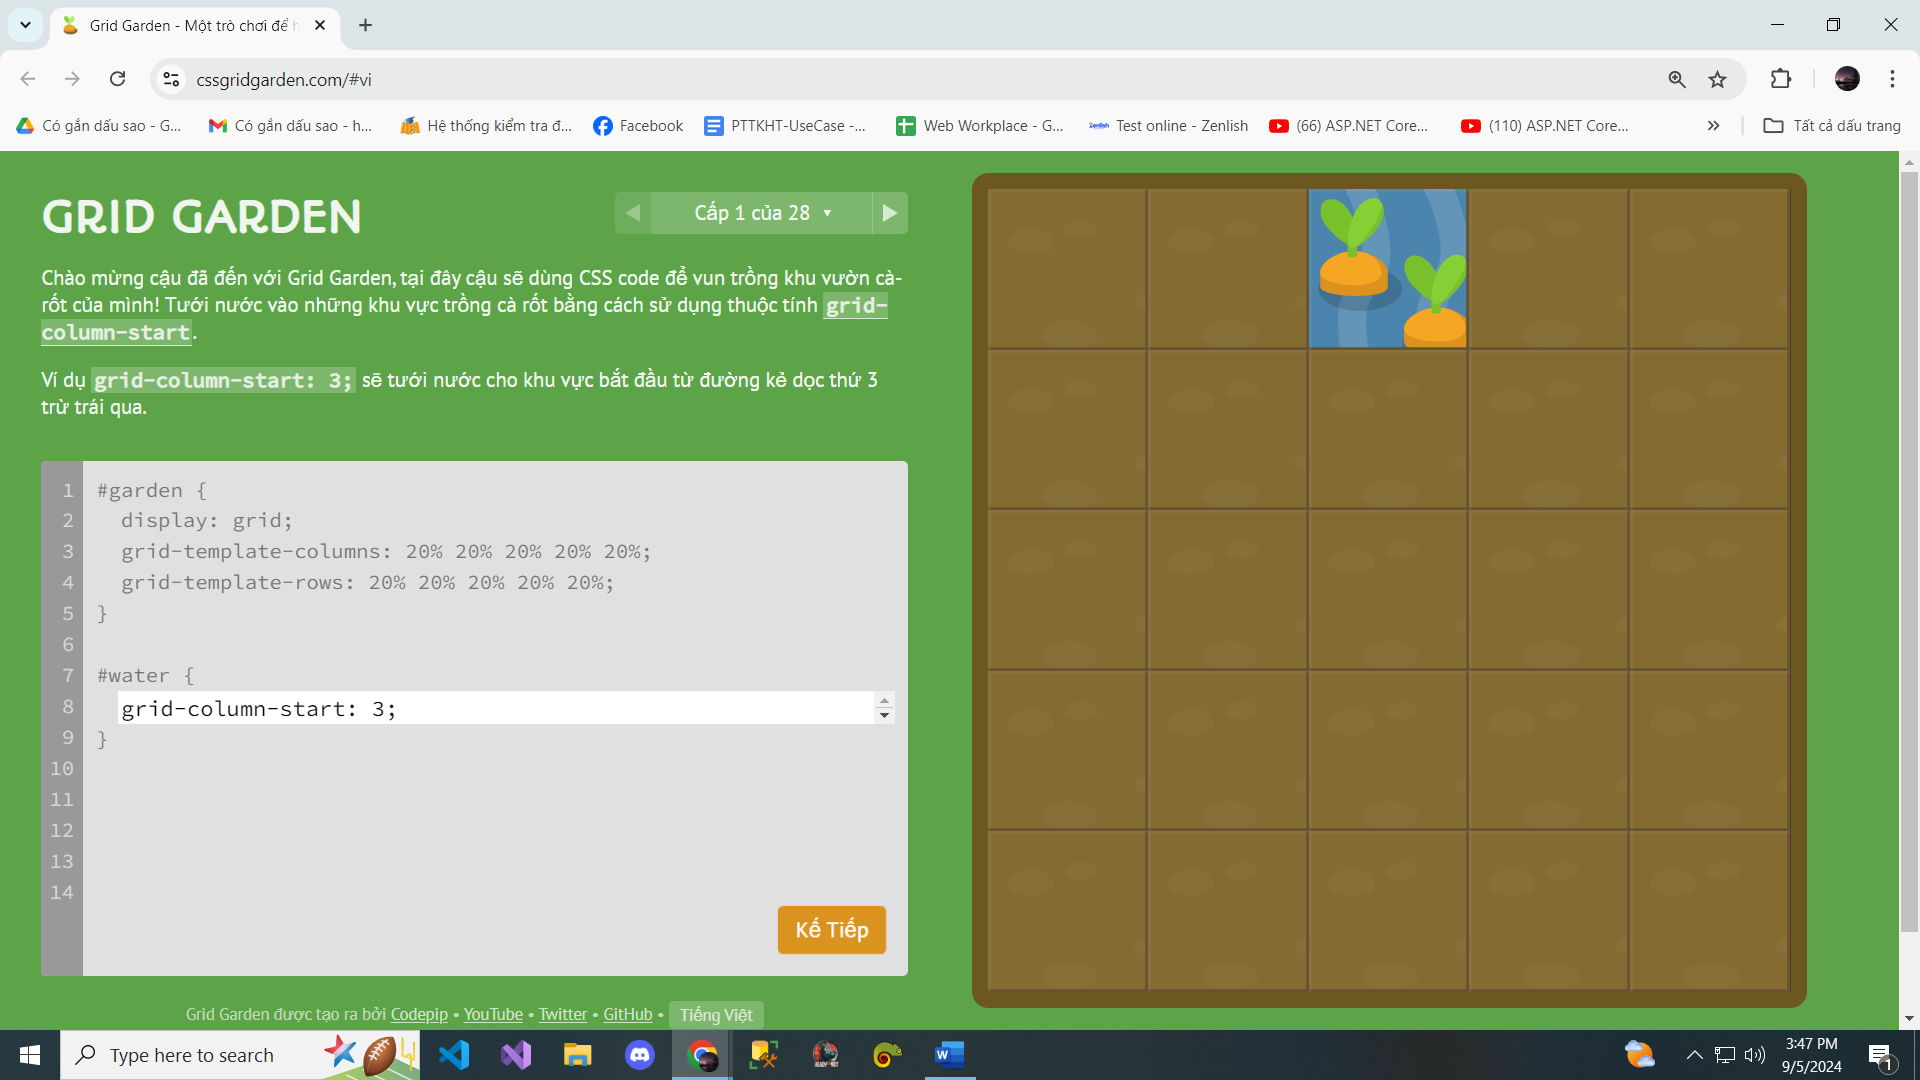 Grid Garden - Một trò chơi để h
cssgridgarden.com/#vi
Có gắn dấu sao - G...
Có gắn dấu sao - h...
Hệ thống kiểm tra đ...
Facebook
PTTKHT-UseCase -...
Web Workplace - G...
Zenlish
Test online - Zenlish
(66) ASP.NET Core...
(110) ASP.NET Core...
Tất cả dấu trang
GRID GARDEN
Cấp 1 của 28
Chào mừng cậu đã đến với Grid Garden, tại đây cậu sẽ dùng CSS code để vun trồng khu vườn cà-
rốt của mình! Tưới nước vào những khu vực trồng cà rốt bằng cách sử dụng thuộc tính grid-
column-start.
Ví dụ grid-column-start: 3; sẽ tưới nước cho khu vực bắt đầu từ đường kẻ dọc thứ 3
trừ trái qua.
1 #garden {
2 display: grid;
3 grid-template-columns: 20% 20% 20% 20% 20%;
4 grid-template-rows: 20% 20% 20% 20% 20%;
5 }
6
7 #water {
8 grid-column-start: 3;
9 }
10
11
12
13
14
Kế Tiếp
Grid Garden được tạo ra bởi Codepip • YouTube • Twitter • GitHub • Tiếng Việt
Type here to search
READY OR NOT
W
3:47 PM
9/5/2024
1